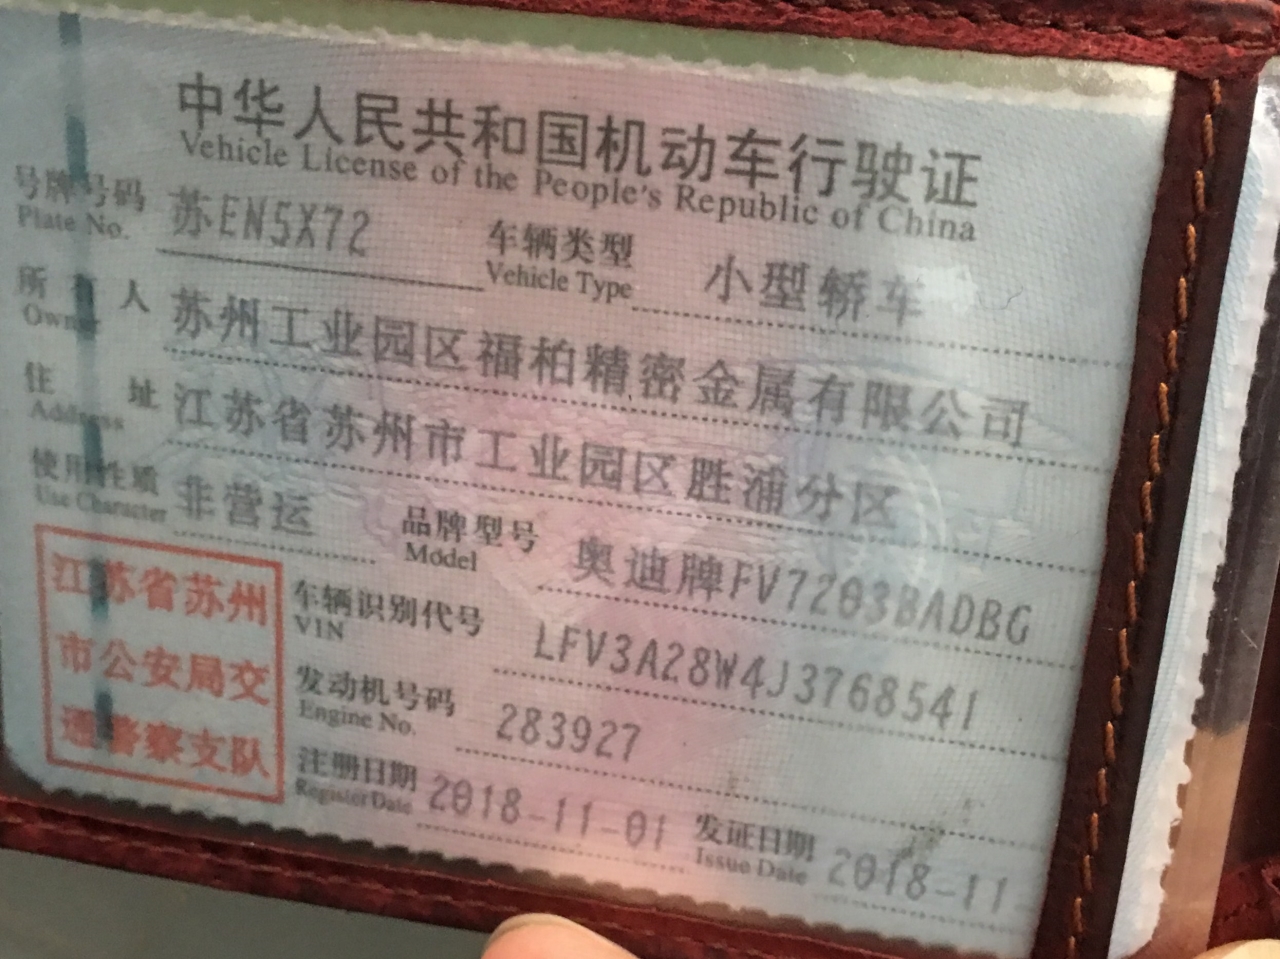 中华人民共和国机动车行驶证
Vehicle License of the People's Republic of China
号牌号码 苏EN5X72 车辆类型 小型轿车
Plate No. Vehicle Type
所有人 苏州工业园区福柏精密金属有限公司
Owner
住址 江苏省苏州市工业园区胜浦分区
Address
使用性质 非营运 品牌型号 奥迪牌FV7203BADBG
Use Character Model
车辆识别代号 LFV3A28W4J3768541
VIN
发动机号码 283927
Engine No.
注册日期 2018-11-01 发证日期 2018-11
Register Date Issue Date
江苏省苏州
市公安局交
通警察支队